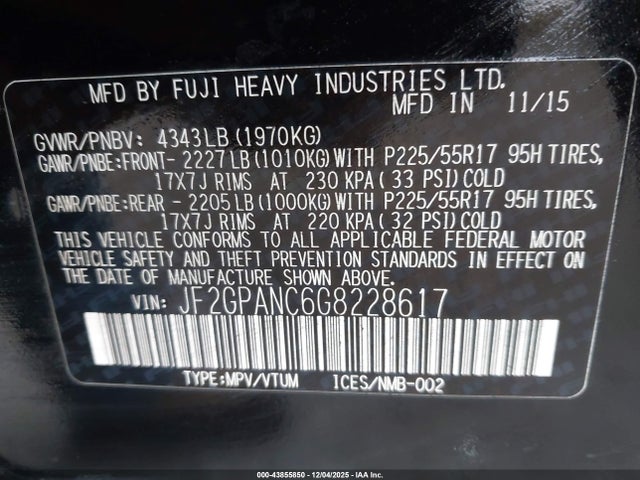 MFD BY FUJI HEAVY INDUSTRIES LTD.
MFD IN 11/15
GVWR/PNBV: 4343LB(1970KG)
GAWR/PNBE:FRONT- 2227LB(1010KG)WITH P225/55R17 95H TIRES,
17X7J RIMS AT 230 KPA( 33 PSI)COLD
GAWR/PNBE:REAR - 2205LB(1000KG)WITH P225/55R17 95H TIRES,
17X7J RIMS AT 220 KPA( 32 PSI)COLD
THIS VEHICLE CONFORMS TO ALL APPLICABLE FEDERAL MOTOR
VEHICLE SAFETY AND THEFT PREVENTION STANDARDS IN EFFECT ON
THE DATE OF MANUFACTURE SHOWN ABOVE.
VIN: JF2GPANC6G8228617
TYPE:MPV/VTUM ICES/NMB-002
000-43855850 - 12/04/2025 - IAA Inc.